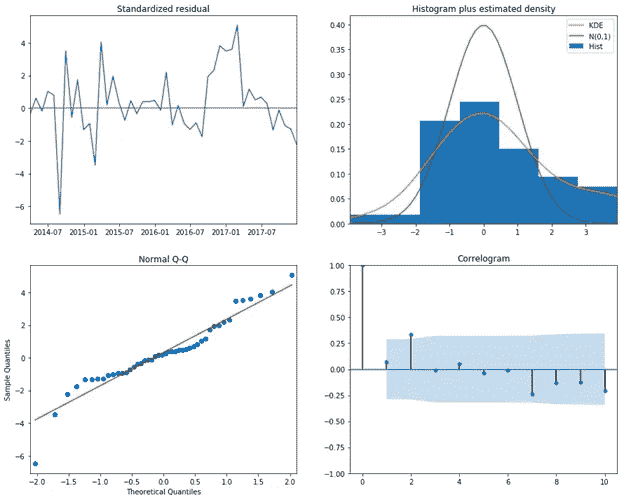 Standardized residual
4
2
0
−2
−4
−6
2014-07 2015-01 2015-07 2016-01 2016-07 2017-01 2017-07
Histogram plus estimated density
KDE
N(0,1)
Hist
0.40
0.35
0.30
0.25
0.20
0.15
0.10
0.05
0.00
−3 −2 −1 0 1 2 3
Normal Q-Q
Sample Quantiles
4
2
0
−2
−4
−6
−2.0 −1.5 −1.0 −0.5 0.0 0.5 1.0 1.5 2.0
Theoretical Quantiles
Correlogram
1.00
0.75
0.50
0.25
0.00
−0.25
−0.50
−0.75
−1.00
0 2 4 6 8 10